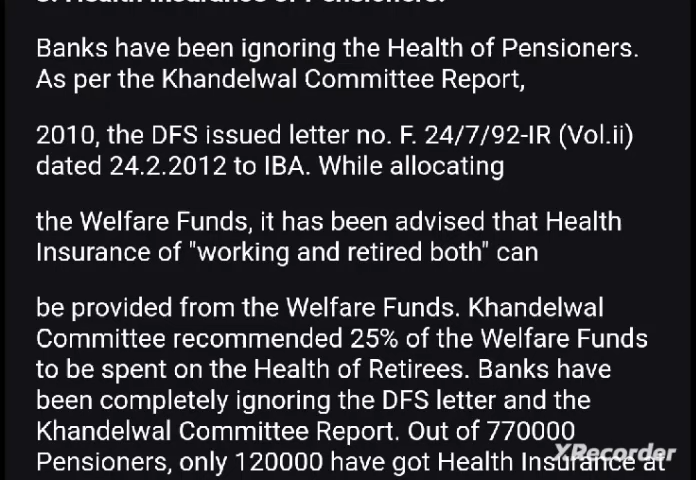 Banks have been ignoring the Health of Pensioners.
As per the Khandelwal Committee Report,
2010, the DFS issued letter no. F. 24/7/92-IR (Vol.ii)
dated 24.2.2012 to IBA. While allocating
the Welfare Funds, it has been advised that Health
Insurance of "working and retired both" can
be provided from the Welfare Funds. Khandelwal
Committee recommended 25% of the Welfare Funds
to be spent on the Health of Retirees. Banks have
been completely ignoring the DFS letter and the
Khandelwal Committee Report. Out of 770000
Pensioners, only 120000 have got Health Insurance at
XRecorder